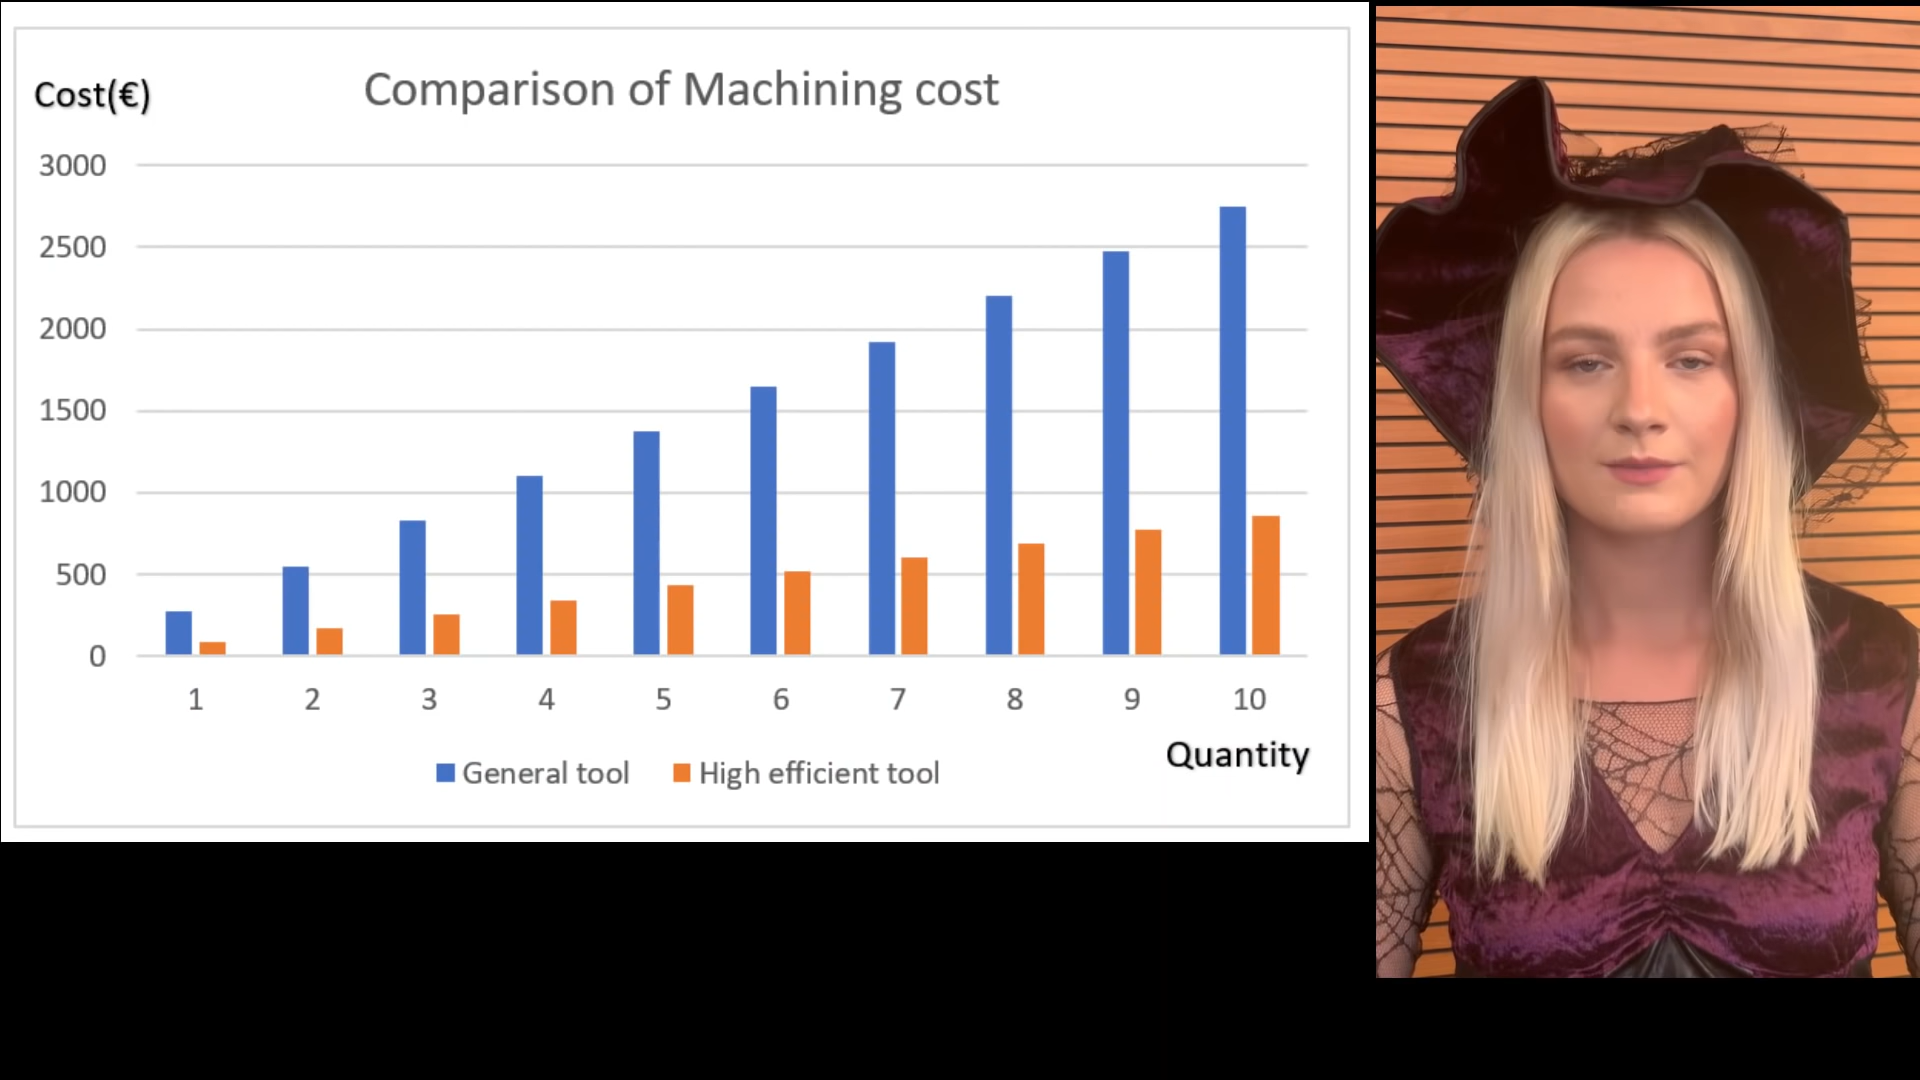 Cost(€)
Comparison of Machining cost
3000
2500
2000
1500
1000
500
0
1 2 3 4 5 6 7 8 9 10
Quantity
General tool High efficient tool